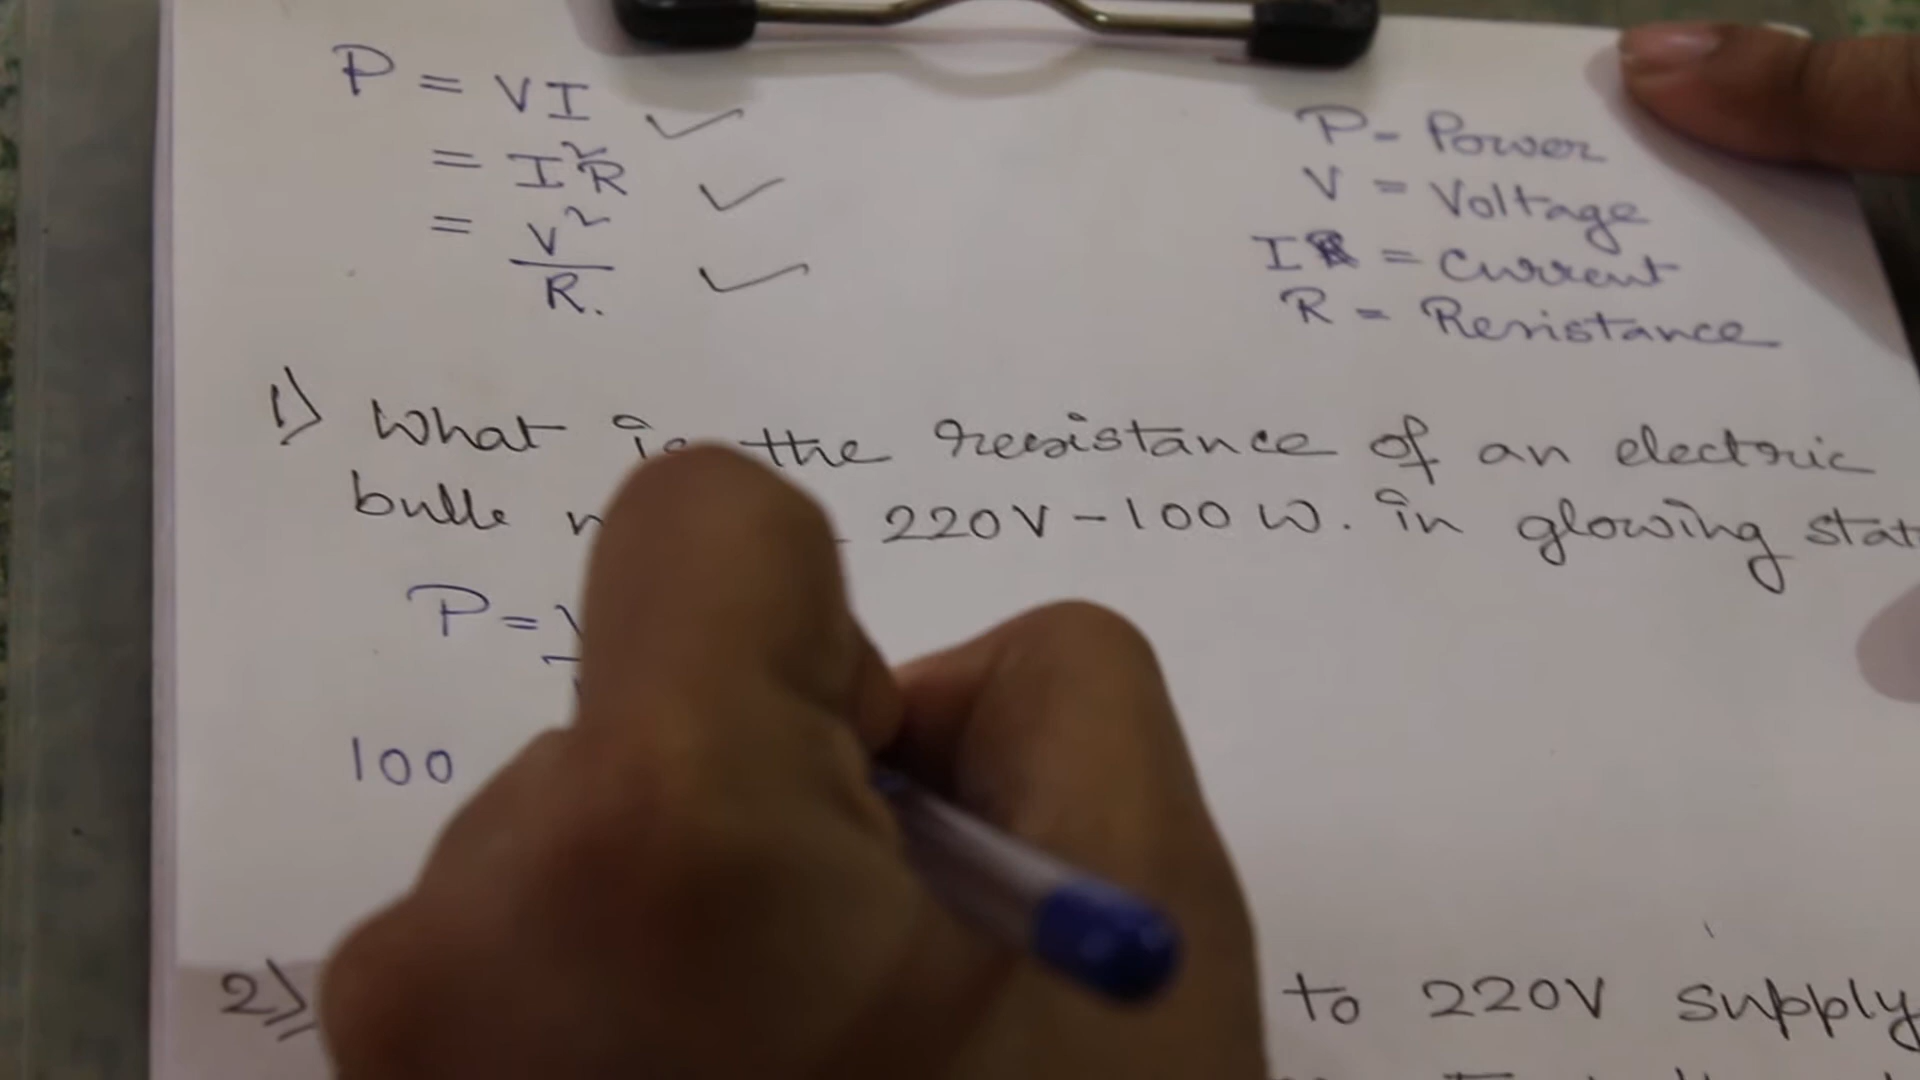 P = VI
= I²R
= V²
R.
P - Power
V = Voltage
I = Current
R = Resistance
1) What is the resistance of an electric
bulb 220V - 100 W. in glowing
P =
100
2) to 220V supply